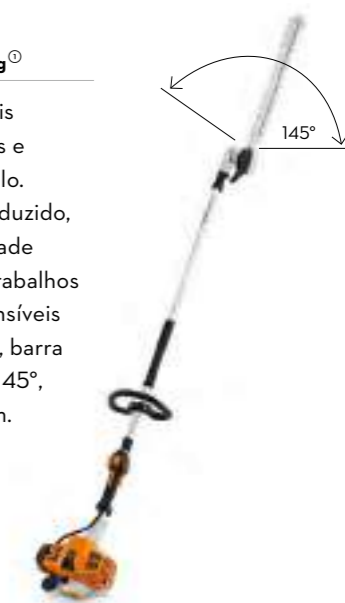 g①
is
s e
lo.
duzido,
ade
rabalhos
nsíveis
, barra
45°,
n.
145°